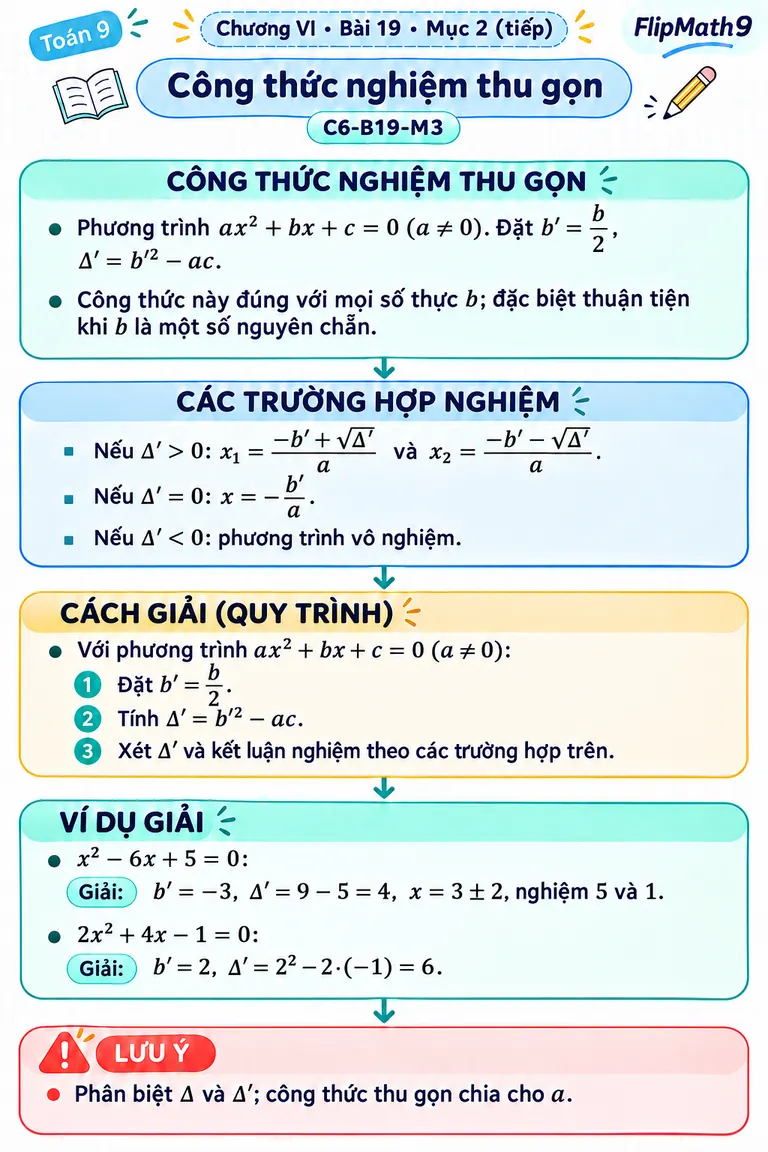 Toán 9
Chương VI • Bài 19 • Mục 2 (tiếp)
FlipMath9
Công thức nghiệm thu gọn
C6-B19-M3
CÔNG THỨC NGHIỆM THU GỌN
• Phương trình ax² + bx + c = 0 (a ≠ 0). Đặt b′ = b/2,
Δ′ = b′² − ac.
• Công thức này đúng với mọi số thực b; đặc biệt thuận tiện
khi b là một số nguyên chẵn.
CÁC TRƯỜNG HỢP NGHIỆM
▪ Nếu Δ′ > 0: x₁ = (−b′ + √Δ′)/a và x₂ = (−b′ − √Δ′)/a.
▪ Nếu Δ′ = 0: x = −b′/a.
▪ Nếu Δ′ < 0: phương trình vô nghiệm.
CÁCH GIẢI (QUY TRÌNH)
• Với phương trình ax² + bx + c = 0 (a ≠ 0):
1 Đặt b′ = b/2.
2 Tính Δ′ = b′² − ac.
3 Xét Δ′ và kết luận nghiệm theo các trường hợp trên.
VÍ DỤ GIẢI
• x² − 6x + 5 = 0:
Giải: b′ = −3, Δ′ = 9 − 5 = 4, x = 3 ± 2, nghiệm 5 và 1.
• 2x² + 4x − 1 = 0:
Giải: b′ = 2, Δ′ = 2² − 2·(−1) = 6.
! LƯU Ý
• Phân biệt Δ và Δ′; công thức thu gọn chia cho a.